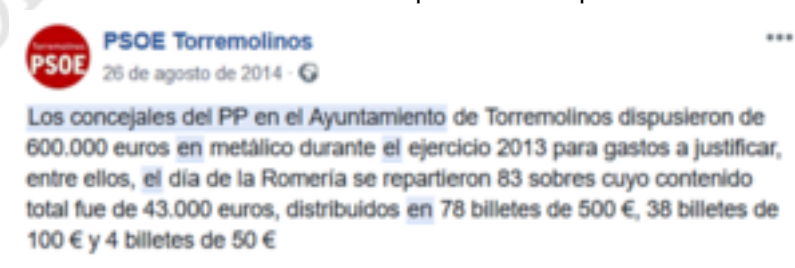 PSOE Torremolinos
Torremolinos
PSOE
26 de agosto de 2014 ·
Los concejales del PP en el Ayuntamiento de Torremolinos dispusieron de
600.000 euros en metálico durante el ejercicio 2013 para gastos a justificar,
entre ellos, el día de la Romería se repartieron 83 sobres cuyo contenido
total fue de 43.000 euros, distribuidos en 78 billetes de 500 €, 38 billetes de
100 € y 4 billetes de 50 €